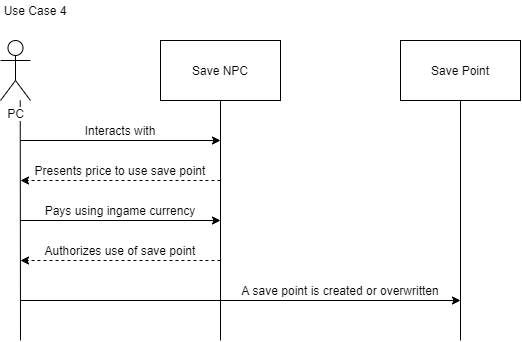 Use Case 4
Save NPC
Save Point
PC
Interacts with
Presents price to use save point
Pays using ingame currency
Authorizes use of save point
A save point is created or overwritten